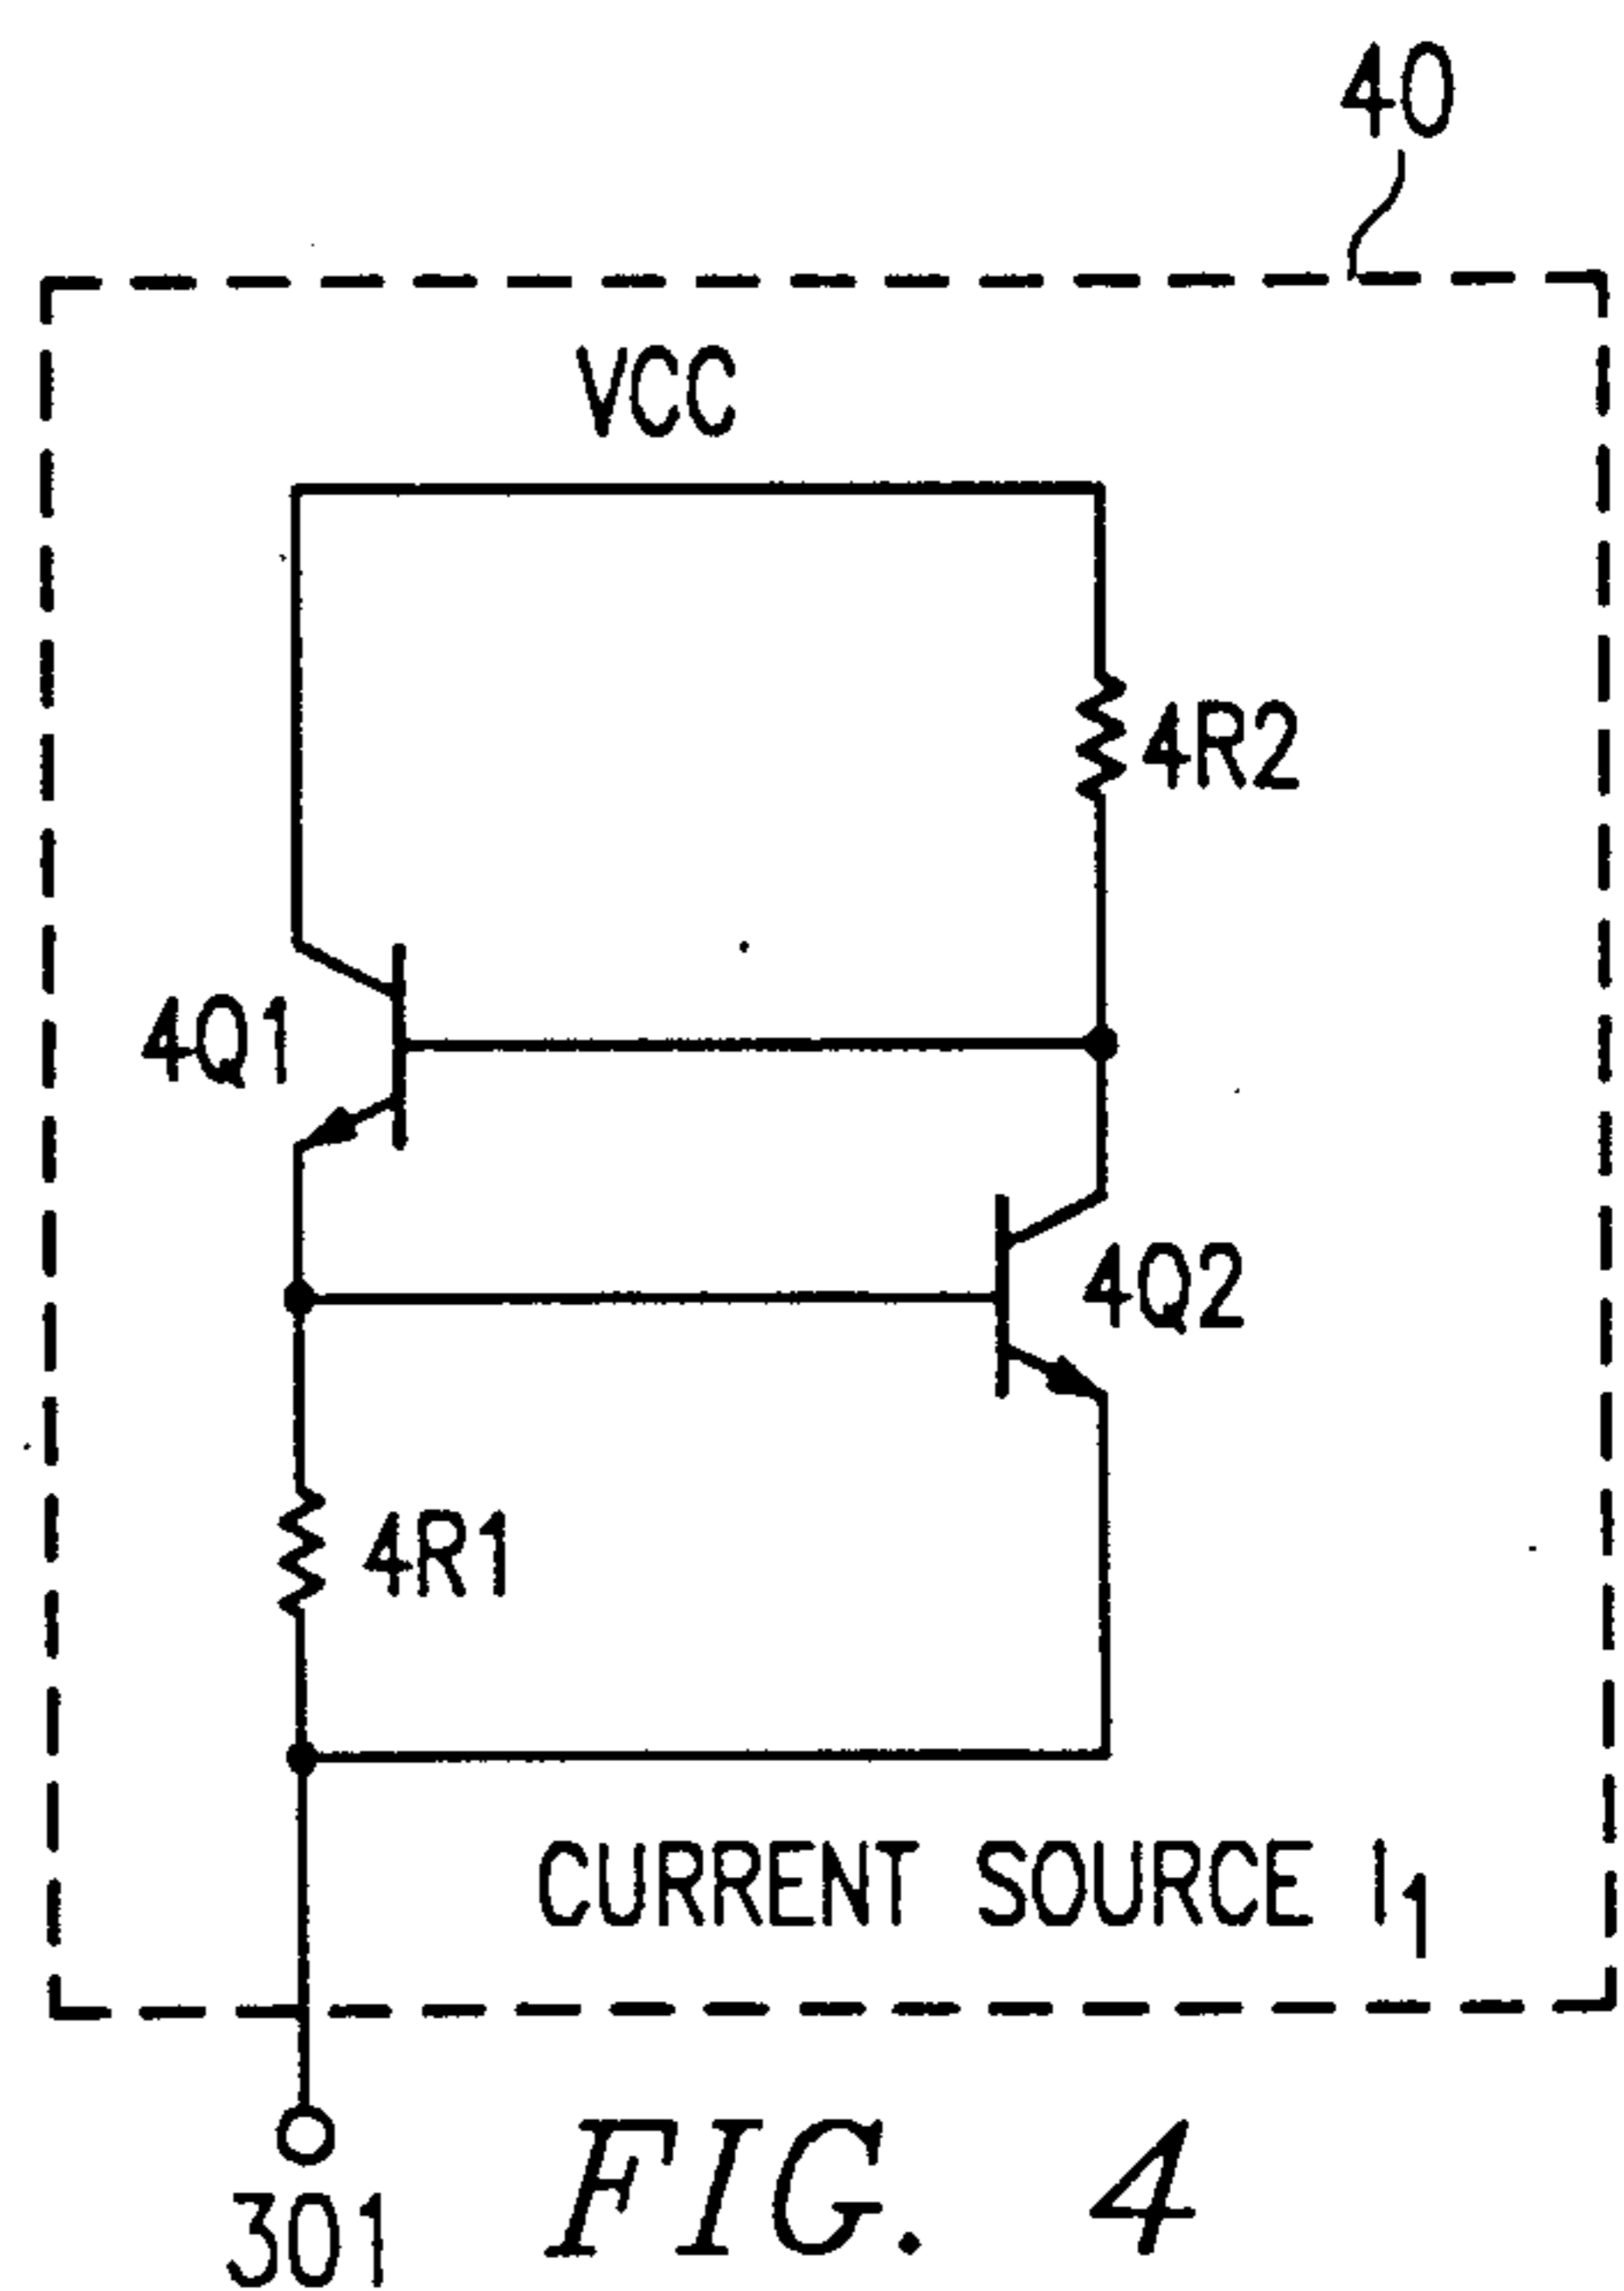 40
VCC
4R2
4Q1
4Q2
4R1
CURRENT SOURCE I1
301
FIG. 4